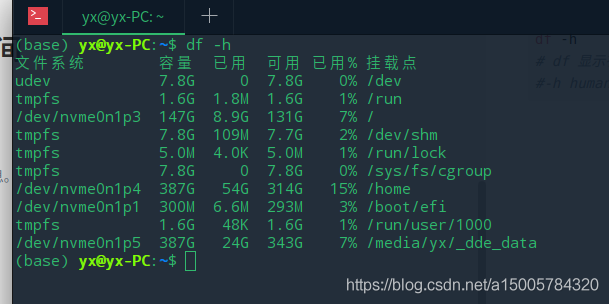 yx@yx-PC: ~
(base) yx@yx-PC:~$ df -h
文件系统 容量 已用 可用 已用% 挂载点
udev 7.8G 0 7.8G 0% /dev
tmpfs 1.6G 1.8M 1.6G 1% /run
/dev/nvme0n1p3 147G 8.9G 131G 7% /
tmpfs 7.8G 109M 7.7G 2% /dev/shm
tmpfs 5.0M 4.0K 5.0M 1% /run/lock
tmpfs 7.8G 0 7.8G 0% /sys/fs/cgroup
/dev/nvme0n1p4 387G 54G 314G 15% /home
/dev/nvme0n1p1 300M 6.6M 293M 3% /boot/efi
tmpfs 1.6G 48K 1.6G 1% /run/user/1000
/dev/nvme0n1p5 387G 24G 343G 7% /media/yx/_dde_data
(base) yx@yx-PC:~$
df -h
# df 显示
#-h huma
https://blog.csdn.net/a15005784320